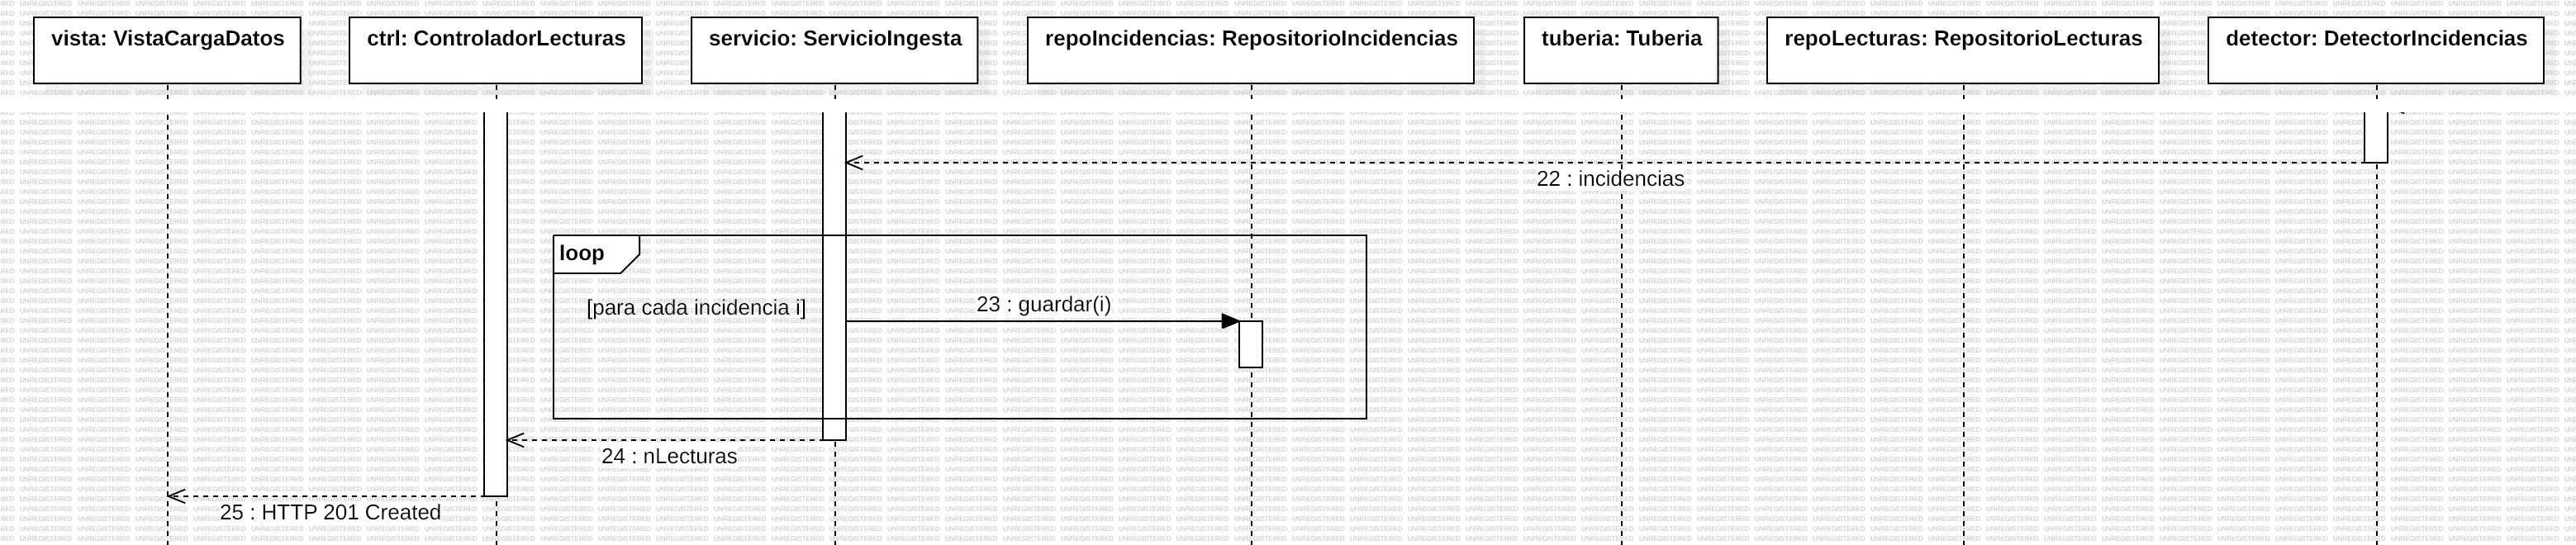 vista: VistaCargaDatos
ctrl: ControladorLecturas
servicio: ServicioIngesta
repoIncidencias: RepositorioIncidencias
tuberia: Tuberia
repoLecturas: RepositorioLecturas
detector: DetectorIncidencias
22 : incidencias
loop
[para cada incidencia i]
23 : guardar(i)
24 : nLecturas
25 : HTTP 201 Created
UNREGISTERED